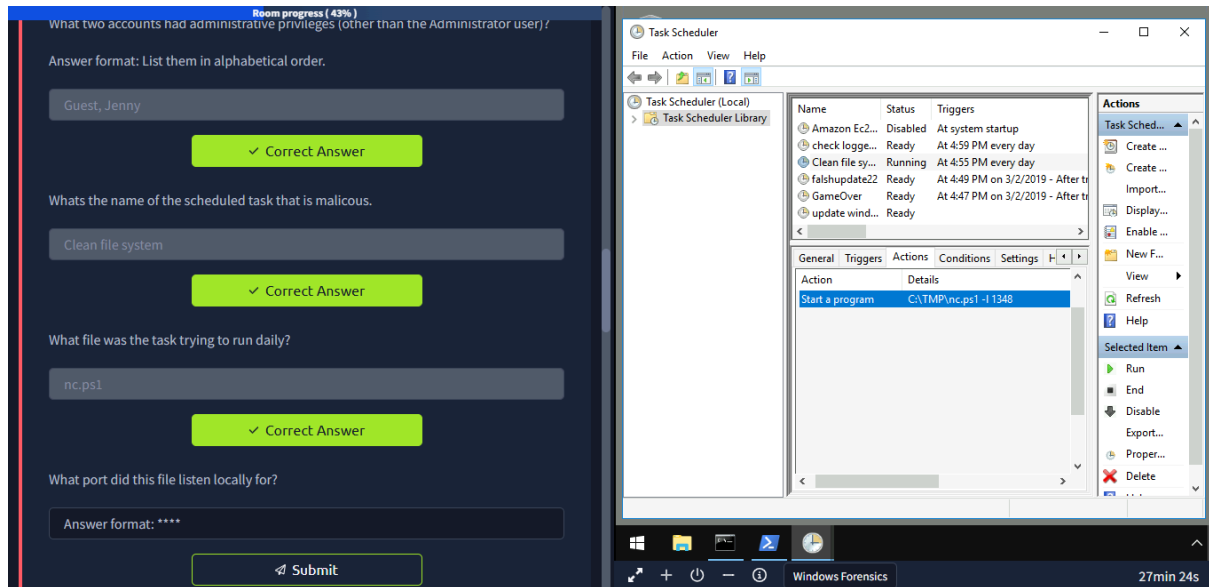 Room progress ( 43% )
What two accounts had administrative privileges (other than the Administrator user)?
Answer format: List them in alphabetical order.
Guest, Jenny
Correct Answer
Whats the name of the scheduled task that is malicous.
Clean file system
Correct Answer
What file was the task trying to run daily?
nc.ps1
Correct Answer
What port did this file listen locally for?
Answer format: ****
Submit
Task Scheduler
File Action View Help
Task Scheduler (Local)
Task Scheduler Library
Name Status Triggers
Amazon Ec2... Disabled At system startup
check logge... Ready At 4:59 PM every day
Clean file sy... Running At 4:55 PM every day
falshupdate22 Ready At 4:49 PM on 3/2/2019 - After tr
GameOver Ready At 4:47 PM on 3/2/2019 - After tr
update wind... Ready
General Triggers Actions Conditions Settings H
Action Details
Start a program C:\TMP\nc.ps1 -l 1348
Actions
Task Sched...
Create ...
Create ...
Import...
Display...
Enable ...
New F...
View
Refresh
Help
Selected Item
Run
End
Disable
Export...
Proper...
Delete
Windows Forensics
27min 24s